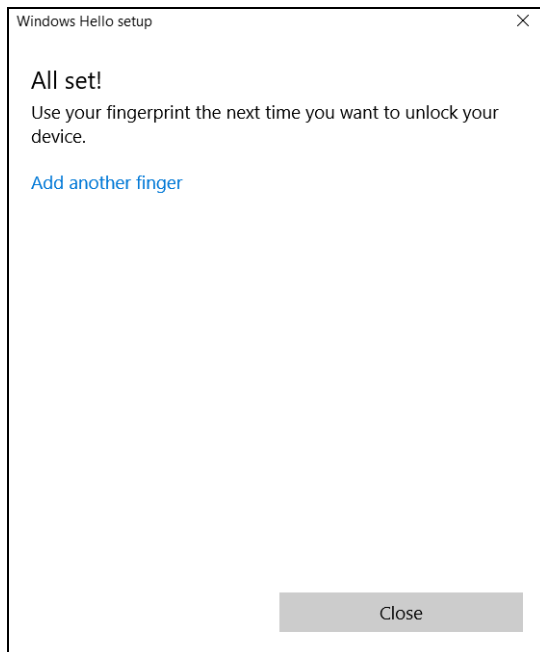 Windows Hello setup
All set!
Use your fingerprint the next time you want to unlock your
device.
Add another finger
Close